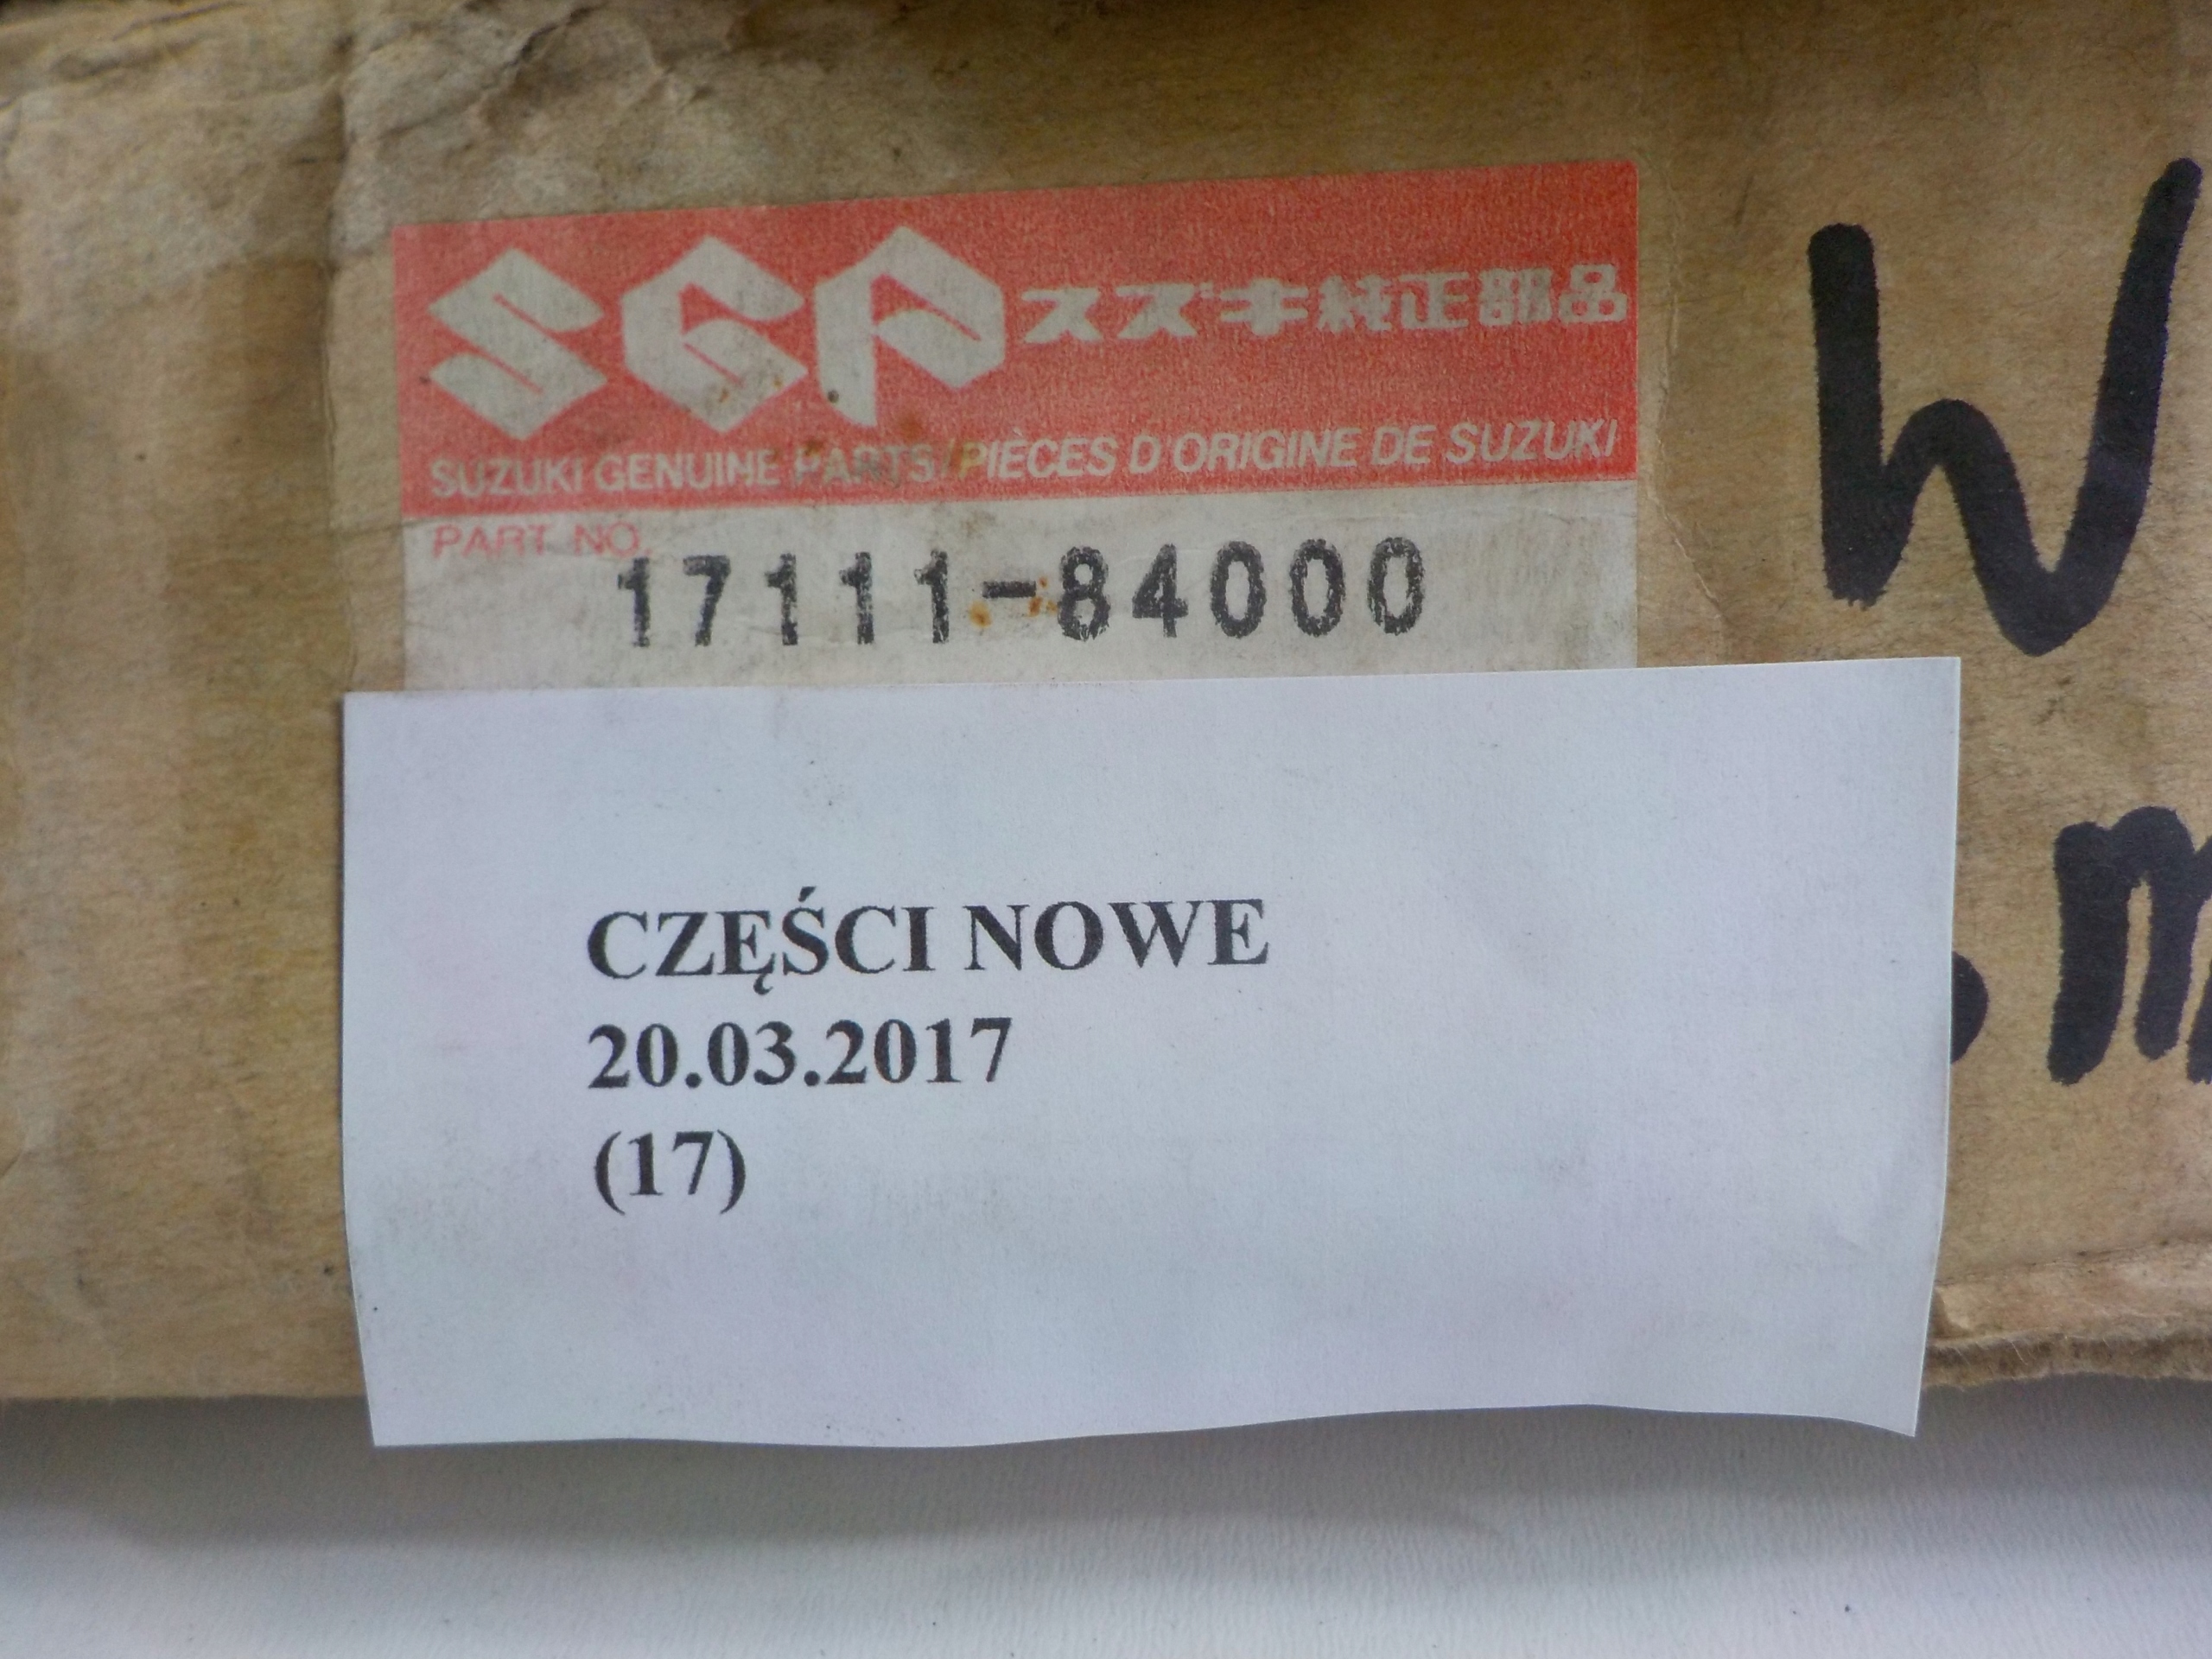 SGP スズキ純正部品
SUZUKI GENUINE PARTS/PIÈCES D'ORIGINE DE SUZUKI
PART NO.
17111-84000
W
.m
CZĘŚCI NOWE
20.03.2017
(17)